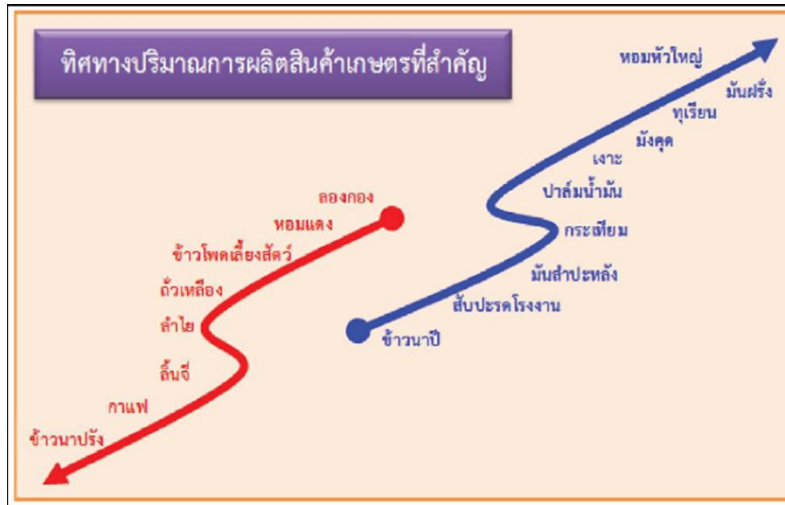 ทิศทางปริมาณการผลิตสินค้าเกษตรที่สำคัญ
ลองกอง
หอมแดง
ข้าวโพดเลี้ยงสัตว์
ถั่วเหลือง
ลำไย
ลิ้นจี่
กาแฟ
ข้าวนาปรัง
หอมหัวใหญ่
มันฝรั่ง
ทุเรียน
มังคุด
เงาะ
ปาล์มน้ำมัน
กระเทียม
มันสำปะหลัง
สับปะรดโรงงาน
ข้าวนาปี